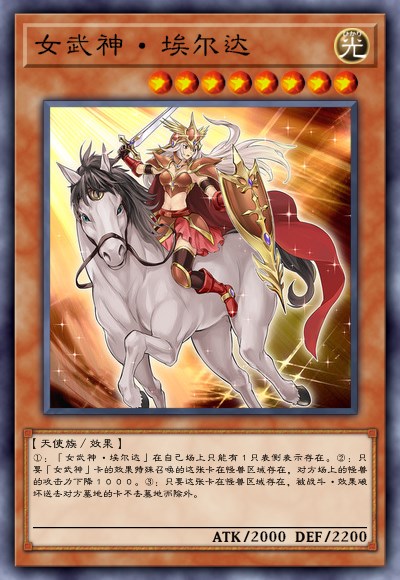 女武神・埃尔达
光
【天使族／效果】
①：「女武神・埃尔达」在自己场上只能有１只表侧表示存在。②：只
要「女武神」卡的效果特殊召唤的这张卡在怪兽区域存在，对方场上的怪兽
的攻击力下降１０００。③：只要这张卡在怪兽区域存在，被战斗・效果破
坏送去对方墓地的卡不去墓地而除外。
ATK/2000 DEF/2200